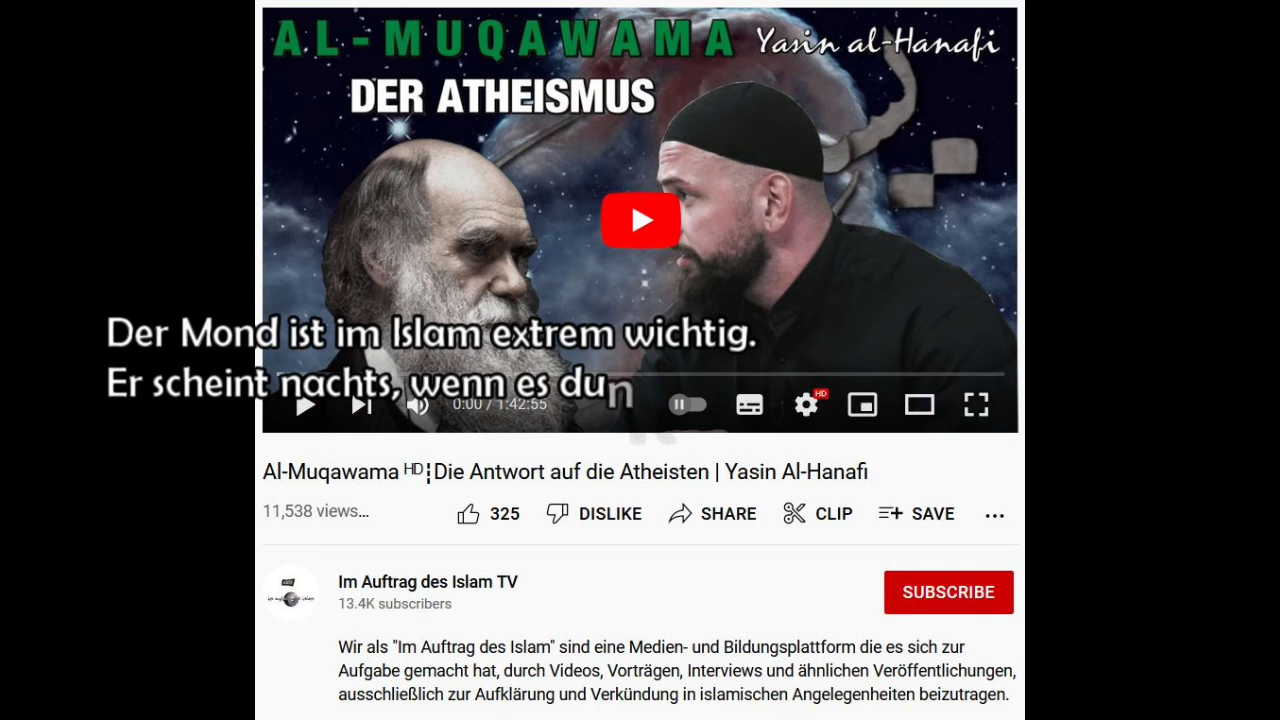 AL-MUQAWAMA Yasin al-Hanafi
DER ATHEISMUS
Der Mond ist im Islam extrem wichtig.
Er scheint nachts, wenn es dun
0:00 / 1:42:55
HD
Al-Muqawama ᴴᴰ┇Die Antwort auf die Atheisten | Yasin Al-Hanafi
11,538 views…
325 DISLIKE SHARE CLIP SAVE ...
Im Auftrag des Islam TV
13.4K subscribers
SUBSCRIBE
Wir als "Im Auftrag des Islam" sind eine Medien- und Bildungsplattform die es sich zur
Aufgabe gemacht hat, durch Videos, Vorträgen, Interviews und ähnlichen Veröffentlichungen,
ausschließlich zur Aufklärung und Verkündung in islamischen Angelegenheiten beizutragen.